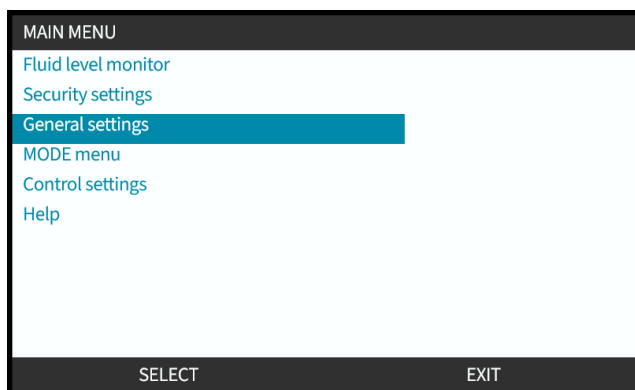 MAIN MENU
Fluid level monitor
Security settings
General settings
MODE menu
Control settings
Help
SELECT EXIT